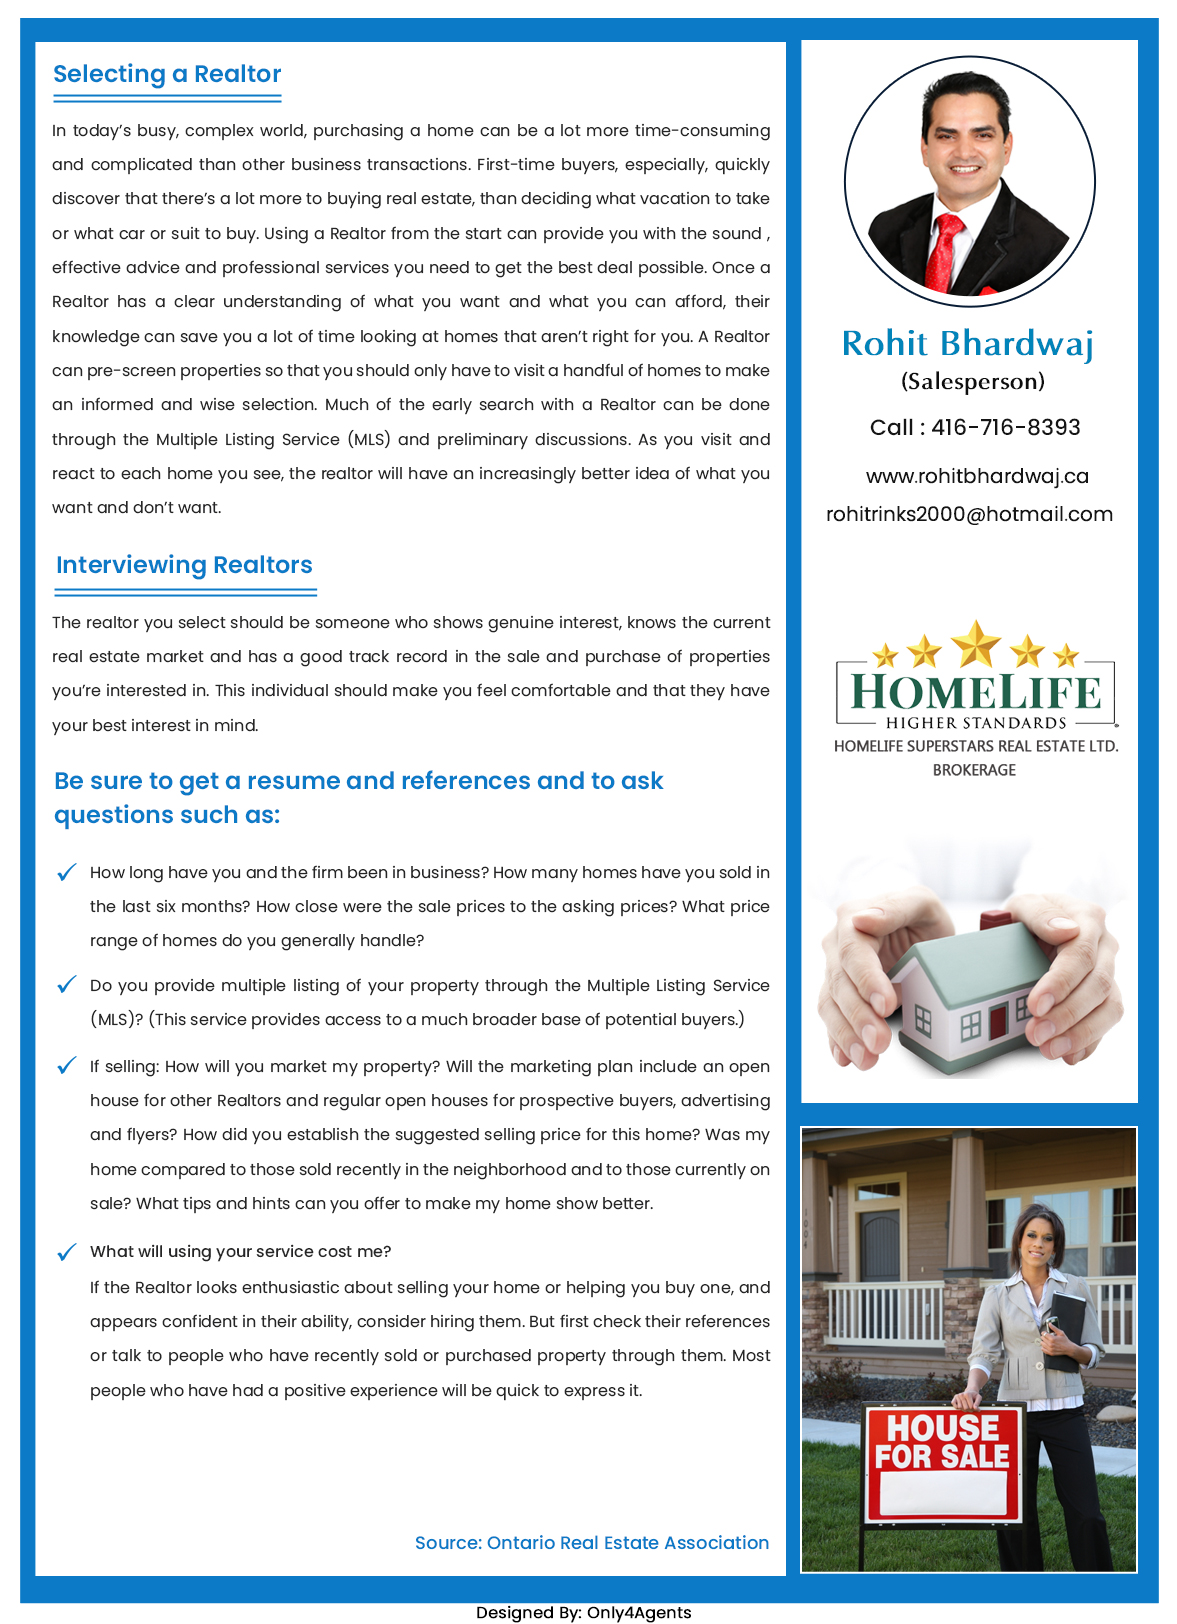 Selecting a Realtor
In today’s busy, complex world, purchasing a home can be a lot more time-consuming
and complicated than other business transactions. First-time buyers, especially, quickly
discover that there’s a lot more to buying real estate, than deciding what vacation to take
or what car or suit to buy. Using a Realtor from the start can provide you with the sound ,
effective advice and professional services you need to get the best deal possible. Once a
Realtor has a clear understanding of what you want and what you can afford, their
knowledge can save you a lot of time looking at homes that aren’t right for you. A Realtor
can pre-screen properties so that you should only have to visit a handful of homes to make
an informed and wise selection. Much of the early search with a Realtor can be done
through the Multiple Listing Service (MLS) and preliminary discussions. As you visit and
react to each home you see, the realtor will have an increasingly better idea of what you
want and don’t want.
Interviewing Realtors
The realtor you select should be someone who shows genuine interest, knows the current
real estate market and has a good track record in the sale and purchase of properties
you’re interested in. This individual should make you feel comfortable and that they have
your best interest in mind.
Be sure to get a resume and references and to ask
questions such as:
How long have you and the firm been in business? How many homes have you sold in
the last six months? How close were the sale prices to the asking prices? What price
range of homes do you generally handle?
Do you provide multiple listing of your property through the Multiple Listing Service
(MLS)? (This service provides access to a much broader base of potential buyers.)
If selling: How will you market my property? Will the marketing plan include an open
house for other Realtors and regular open houses for prospective buyers, advertising
and flyers? How did you establish the suggested selling price for this home? Was my
home compared to those sold recently in the neighborhood and to those currently on
sale? What tips and hints can you offer to make my home show better.
What will using your service cost me?
If the Realtor looks enthusiastic about selling your home or helping you buy one, and
appears confident in their ability, consider hiring them. But first check their references
or talk to people who have recently sold or purchased property through them. Most
people who have had a positive experience will be quick to express it.
Source: Ontario Real Estate Association
Rohit Bhardwaj
(Salesperson)
Call : 416-716-8393
www.rohitbhardwaj.ca
rohitrinks2000@hotmail.com
HOMELIFE
HIGHER STANDARDS
HOMELIFE SUPERSTARS REAL ESTATE LTD.
BROKERAGE
1004
HOUSE
FOR SALE
Designed By: Only4Agents